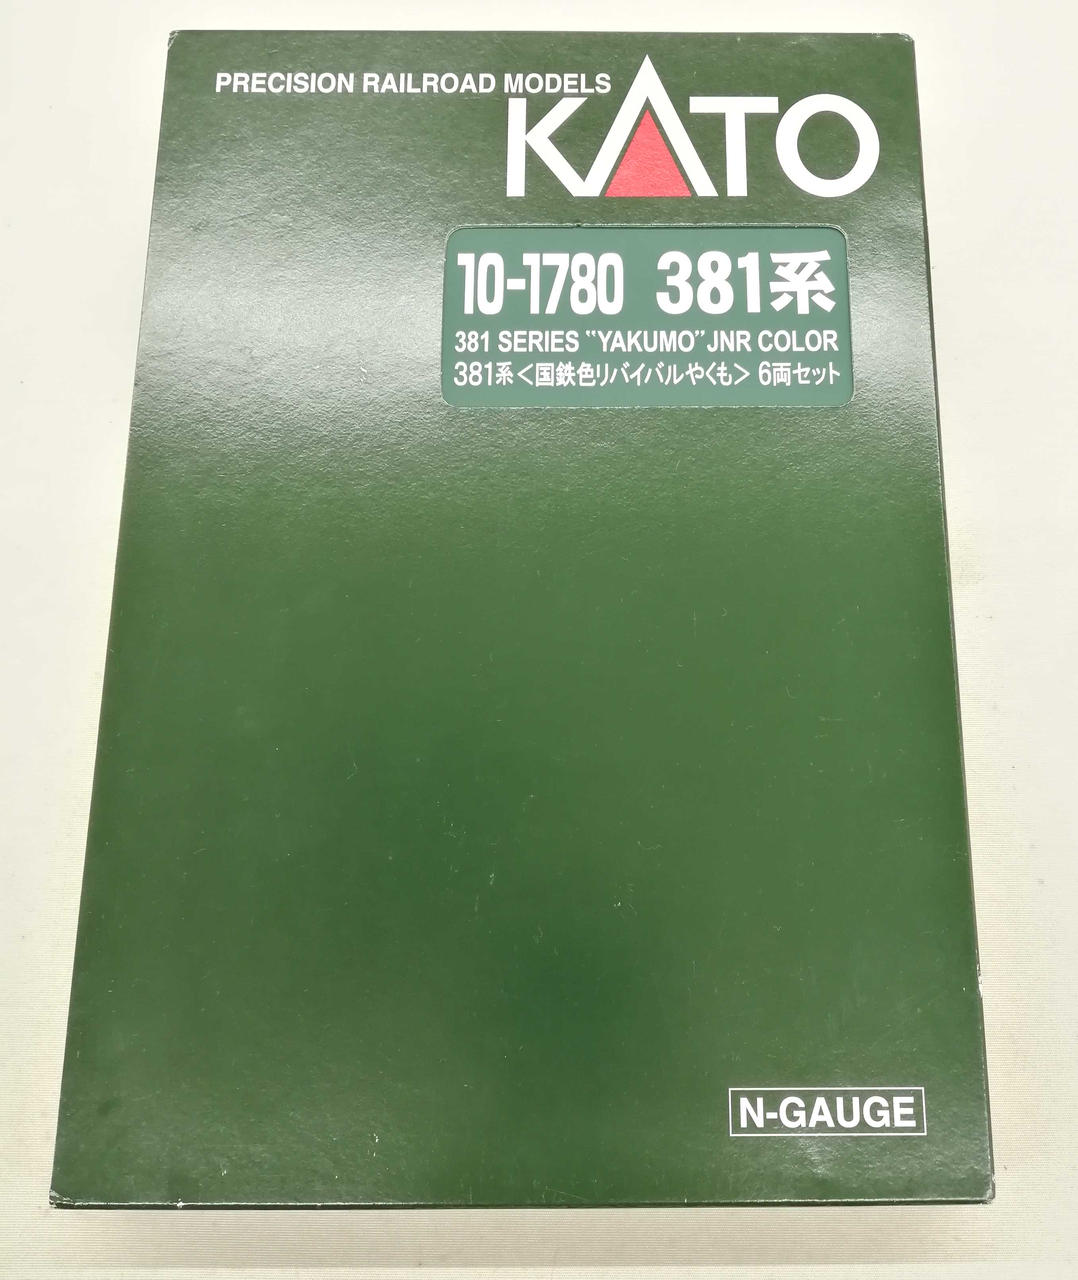 PRECISION RAILROAD MODELS
KATO
10-1780 381系
381 SERIES "YAKUMO" JNR COLOR
381系<国鉄色リバイバルやくも> 6両セット
N-GAUGE